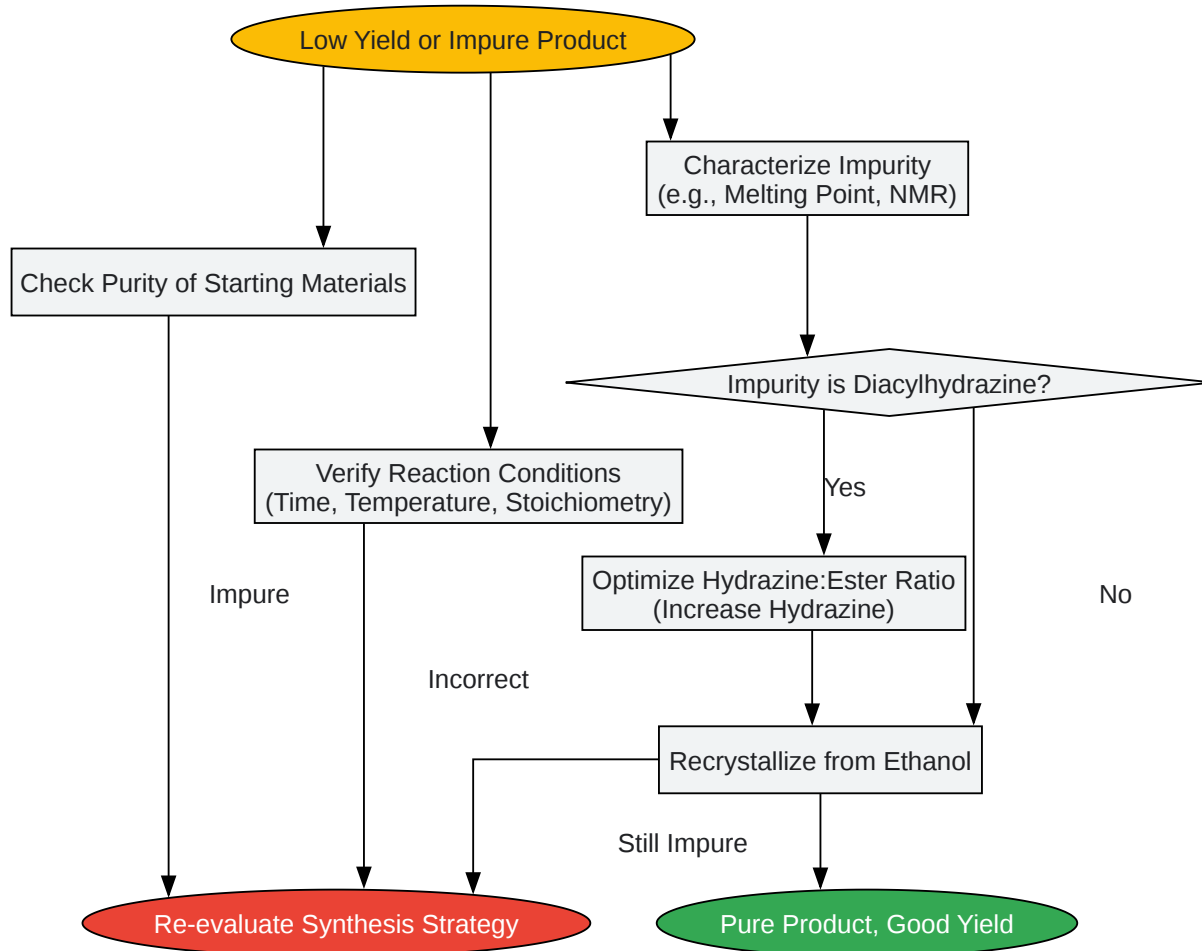 Low Yield or Impure Product
Characterize Impurity
(e.g., Melting Point, NMR)
Check Purity of Starting Materials
Impurity is Diacylhydrazine?
Verify Reaction Conditions
(Time, Temperature, Stoichiometry)
Yes
Optimize Hydrazine:Ester Ratio
(Increase Hydrazine)
Impure
No
Incorrect
Recrystallize from Ethanol
Still Impure
Re-evaluate Synthesis Strategy
Pure Product, Good Yield